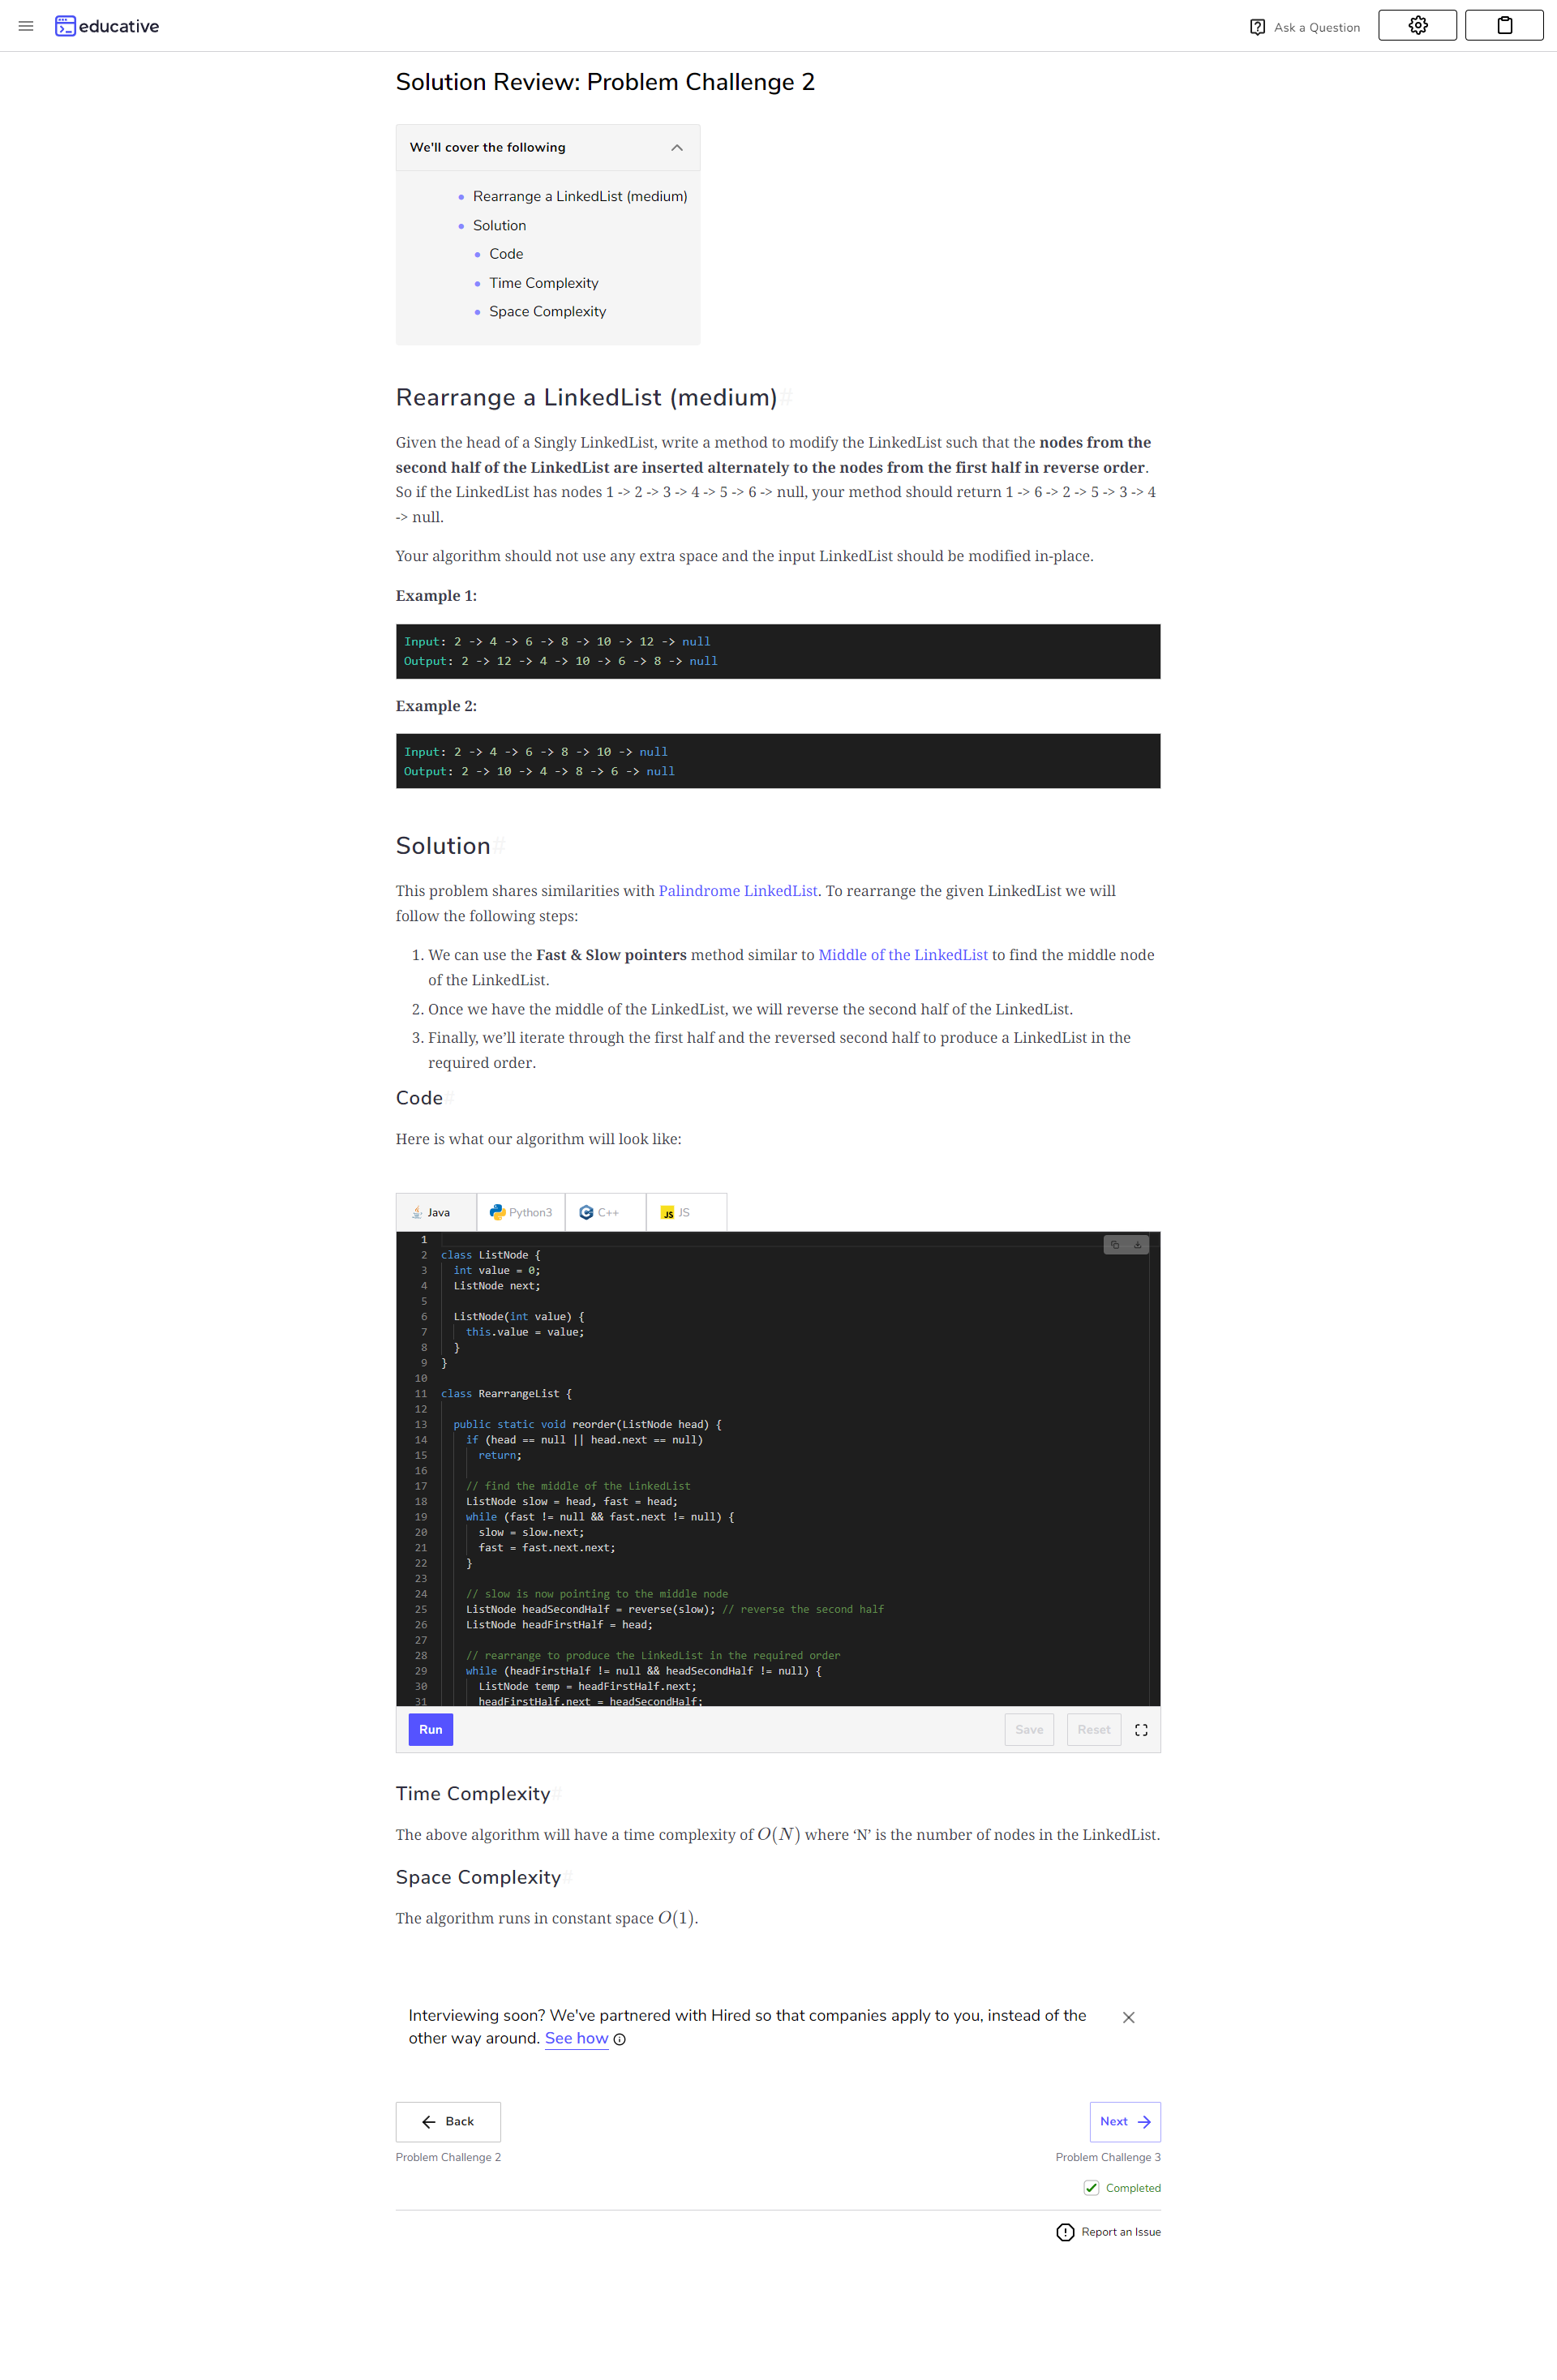 educative
Ask a Question
Solution Review: Problem Challenge 2
We'll cover the following
Rearrange a LinkedList (medium)
Solution
Code
Time Complexity
Space Complexity
Rearrange a LinkedList (medium)#
Given the head of a Singly LinkedList, write a method to modify the LinkedList such that the nodes from the
second half of the LinkedList are inserted alternately to the nodes from the first half in reverse order.
So if the LinkedList has nodes 1 -> 2 -> 3 -> 4 -> 5 -> 6 -> null, your method should return 1 -> 6 -> 2 -> 5 -> 3 -> 4
-> null.
Your algorithm should not use any extra space and the input LinkedList should be modified in-place.
Example 1:
Input: 2 -> 4 -> 6 -> 8 -> 10 -> 12 -> null
Output: 2 -> 12 -> 4 -> 10 -> 6 -> 8 -> null
Example 2:
Input: 2 -> 4 -> 6 -> 8 -> 10 -> null
Output: 2 -> 10 -> 4 -> 8 -> 6 -> null
Solution#
This problem shares similarities with Palindrome LinkedList. To rearrange the given LinkedList we will
follow the following steps:
1. We can use the Fast & Slow pointers method similar to Middle of the LinkedList to find the middle node
of the LinkedList.
2. Once we have the middle of the LinkedList, we will reverse the second half of the LinkedList.
3. Finally, we’ll iterate through the first half and the reversed second half to produce a LinkedList in the
required order.
Code#
Here is what our algorithm will look like:
Java Python3 C++ JS JS
1
2 class ListNode {
3 int value = 0;
4 ListNode next;
5
6 ListNode(int value) {
7 this.value = value;
8 }
9 }
10
11 class RearrangeList {
12
13 public static void reorder(ListNode head) {
14 if (head == null || head.next == null)
15 return;
16
17 // find the middle of the LinkedList
18 ListNode slow = head, fast = head;
19 while (fast != null && fast.next != null) {
20 slow = slow.next;
21 fast = fast.next.next;
22 }
23
24 // slow is now pointing to the middle node
25 ListNode headSecondHalf = reverse(slow); // reverse the second half
26 ListNode headFirstHalf = head;
27
28 // rearrange to produce the LinkedList in the required order
29 while (headFirstHalf != null && headSecondHalf != null) {
30 ListNode temp = headFirstHalf.next;
31 headFirstHalf.next = headSecondHalf;
Run Save Reset
Time Complexity#
The above algorithm will have a time complexity of O(N) where ‘N’ is the number of nodes in the LinkedList.
Space Complexity#
The algorithm runs in constant space O(1).
Interviewing soon? We've partnered with Hired so that companies apply to you, instead of the
other way around. See how
Back Next
Problem Challenge 2 Problem Challenge 3
Completed
Report an Issue